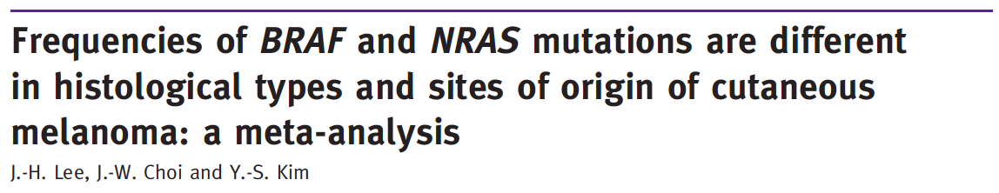 Frequencies of BRAF and NRAS mutations are different
in histological types and sites of origin of cutaneous
melanoma: a meta-analysis
J.-H. Lee, J.-W. Choi and Y.-S. Kim